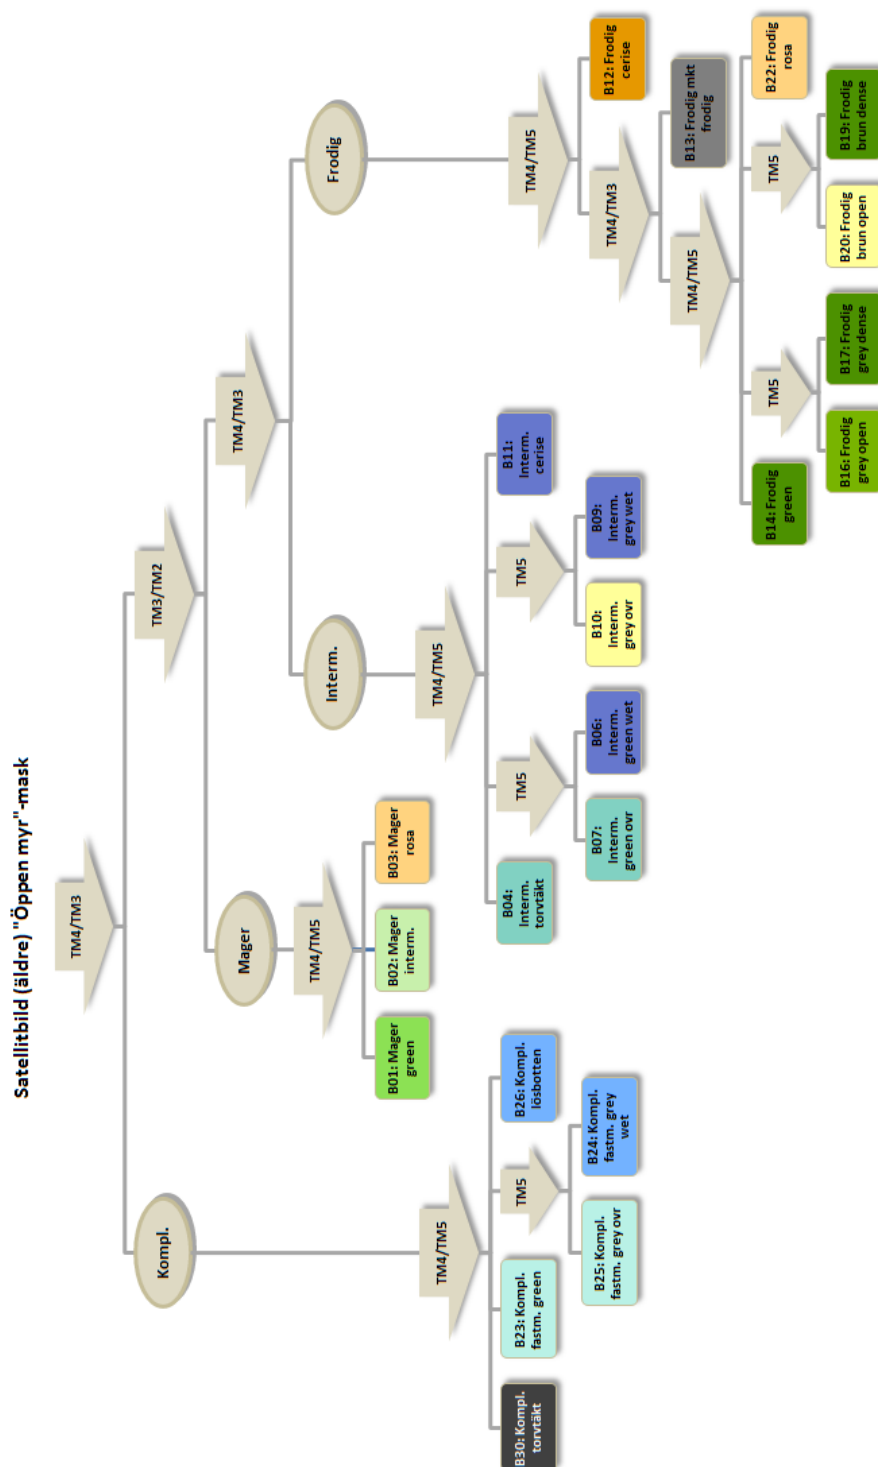 Satellitbild (äldre) "Öppen myr"-mask
TM4/TM3
Kompl.
TM3/TM2
Mager
TM4/TM3
Interm.
Frodig
TM4/TM5
B01: Mager
green
B02: Mager
interm.
B03: Mager
rosa
TM4/TM5
B30: Kompl.
torvtäkt
B23: Kompl.
fastm. green
TM5
B26: Kompl.
lösbotten
B25: Kompl.
fastm. grey ovr
B24: Kompl.
fastm. grey
wet
TM4/TM5
B04:
Interm.
torvtäkt
TM5
TM5
B11:
Interm.
cerise
B07:
Interm.
green ovr
B06:
Interm.
green wet
B10:
Interm.
grey ovr
B09:
Interm.
grey wet
TM4/TM5
TM4/TM3
B12: Frodig
cerise
TM4/TM5
B13: Frodig mkt
frodig
B14: Frodig
green
TM5
TM5
B22: Frodig
rosa
B16: Frodig
grey open
B17: Frodig
grey dense
B20: Frodig
brun open
B19: Frodig
brun dense